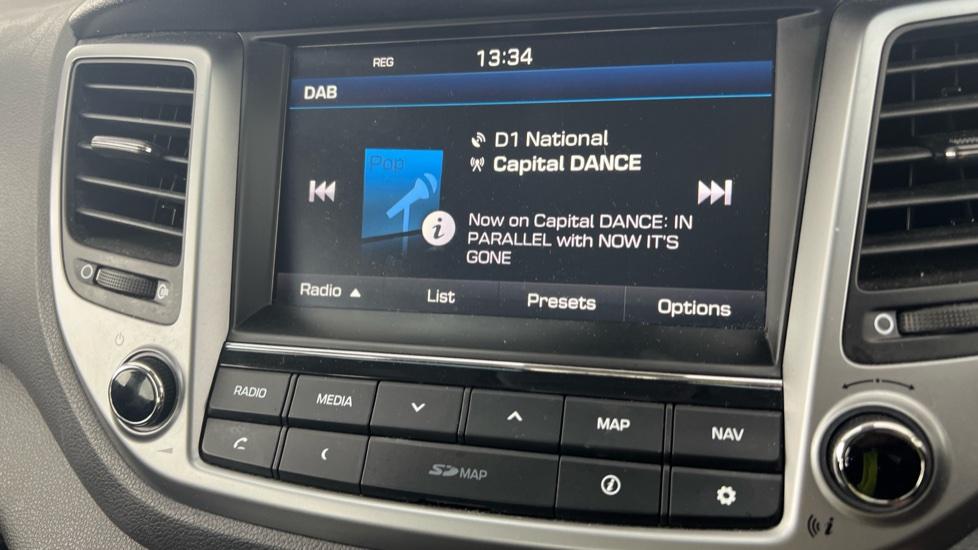 REG 13:34
DAB
Pop
D1 National
Capital DANCE
Now on Capital DANCE: IN
PARALLEL with NOW IT'S
GONE
Radio List Presets Options
RADIO MEDIA MAP NAV
SD MAP
i